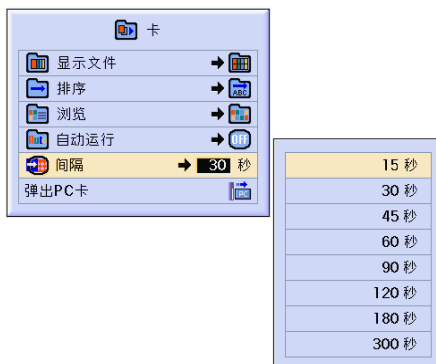 卡
显示文件
排序 ABC
浏览
自动运行 OFF
间隔 30 秒
弹出PC卡
15 秒
30 秒
45 秒
60 秒
90 秒
120 秒
180 秒
300 秒